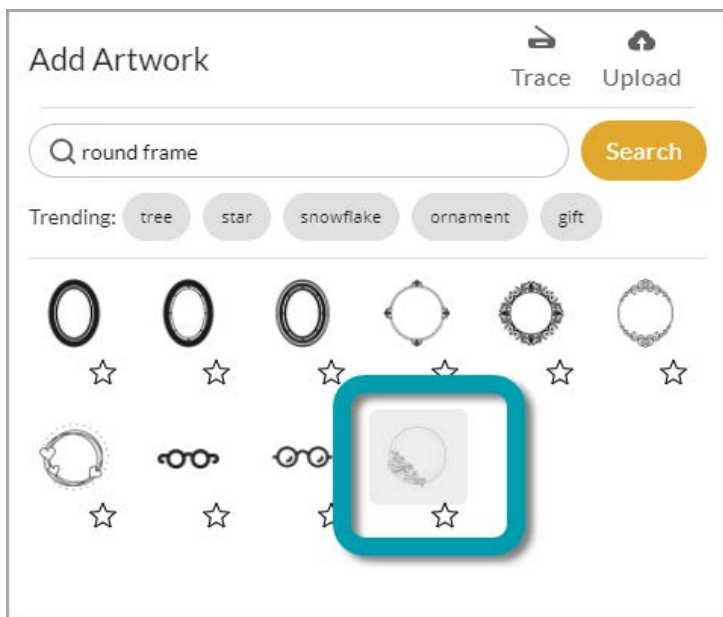 Add Artwork
Trace
Upload
round frame
Search
Trending: tree star snowflake ornament gift